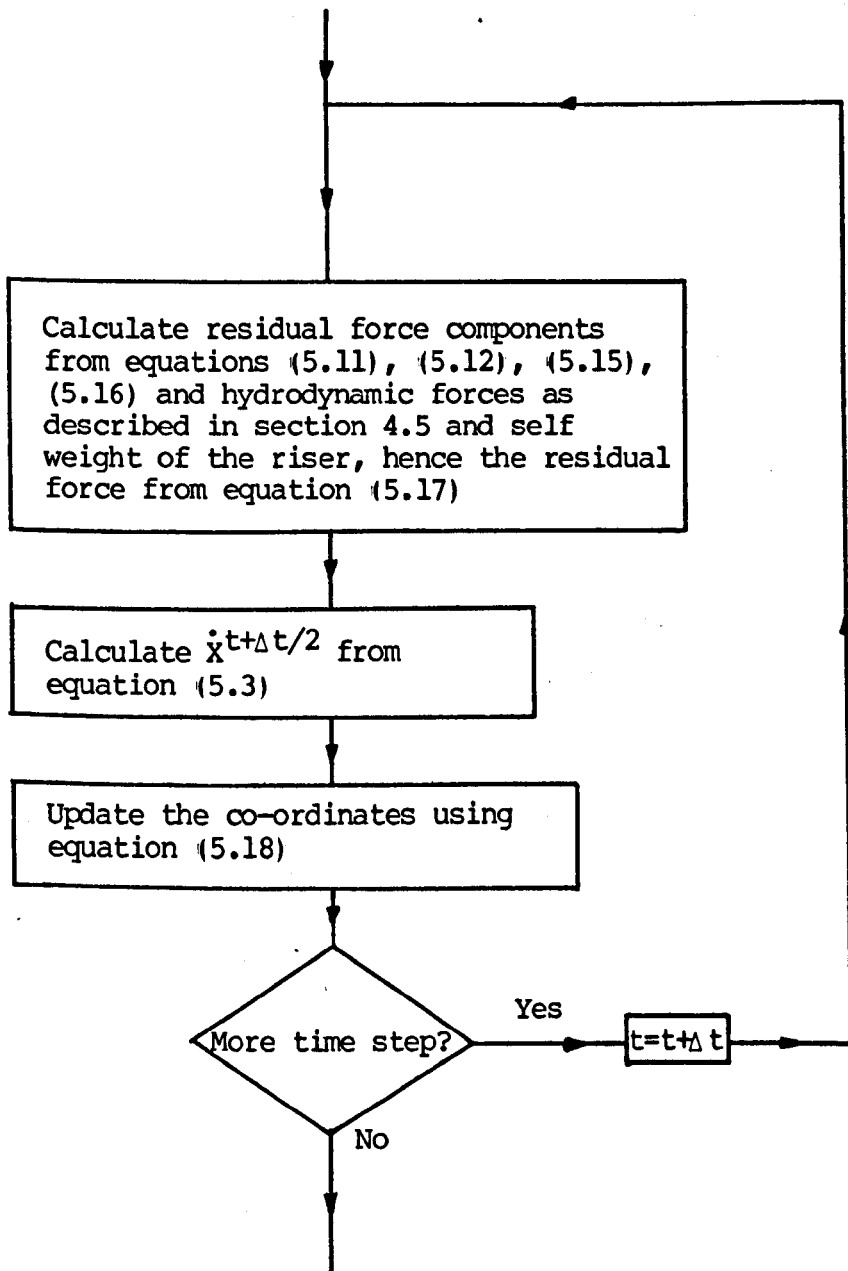 Calculate residual force components
from equations (5.11), (5.12), (5.15),
(5.16) and hydrodynamic forces as
described in section 4.5 and self
weight of the riser, hence the residual
force from equation (5.17)
Calculate ẋ^t+Δt/2 from
equation (5.3)
Update the co-ordinates using
equation (5.18)
More time step?
Yes
t=t+Δt
No